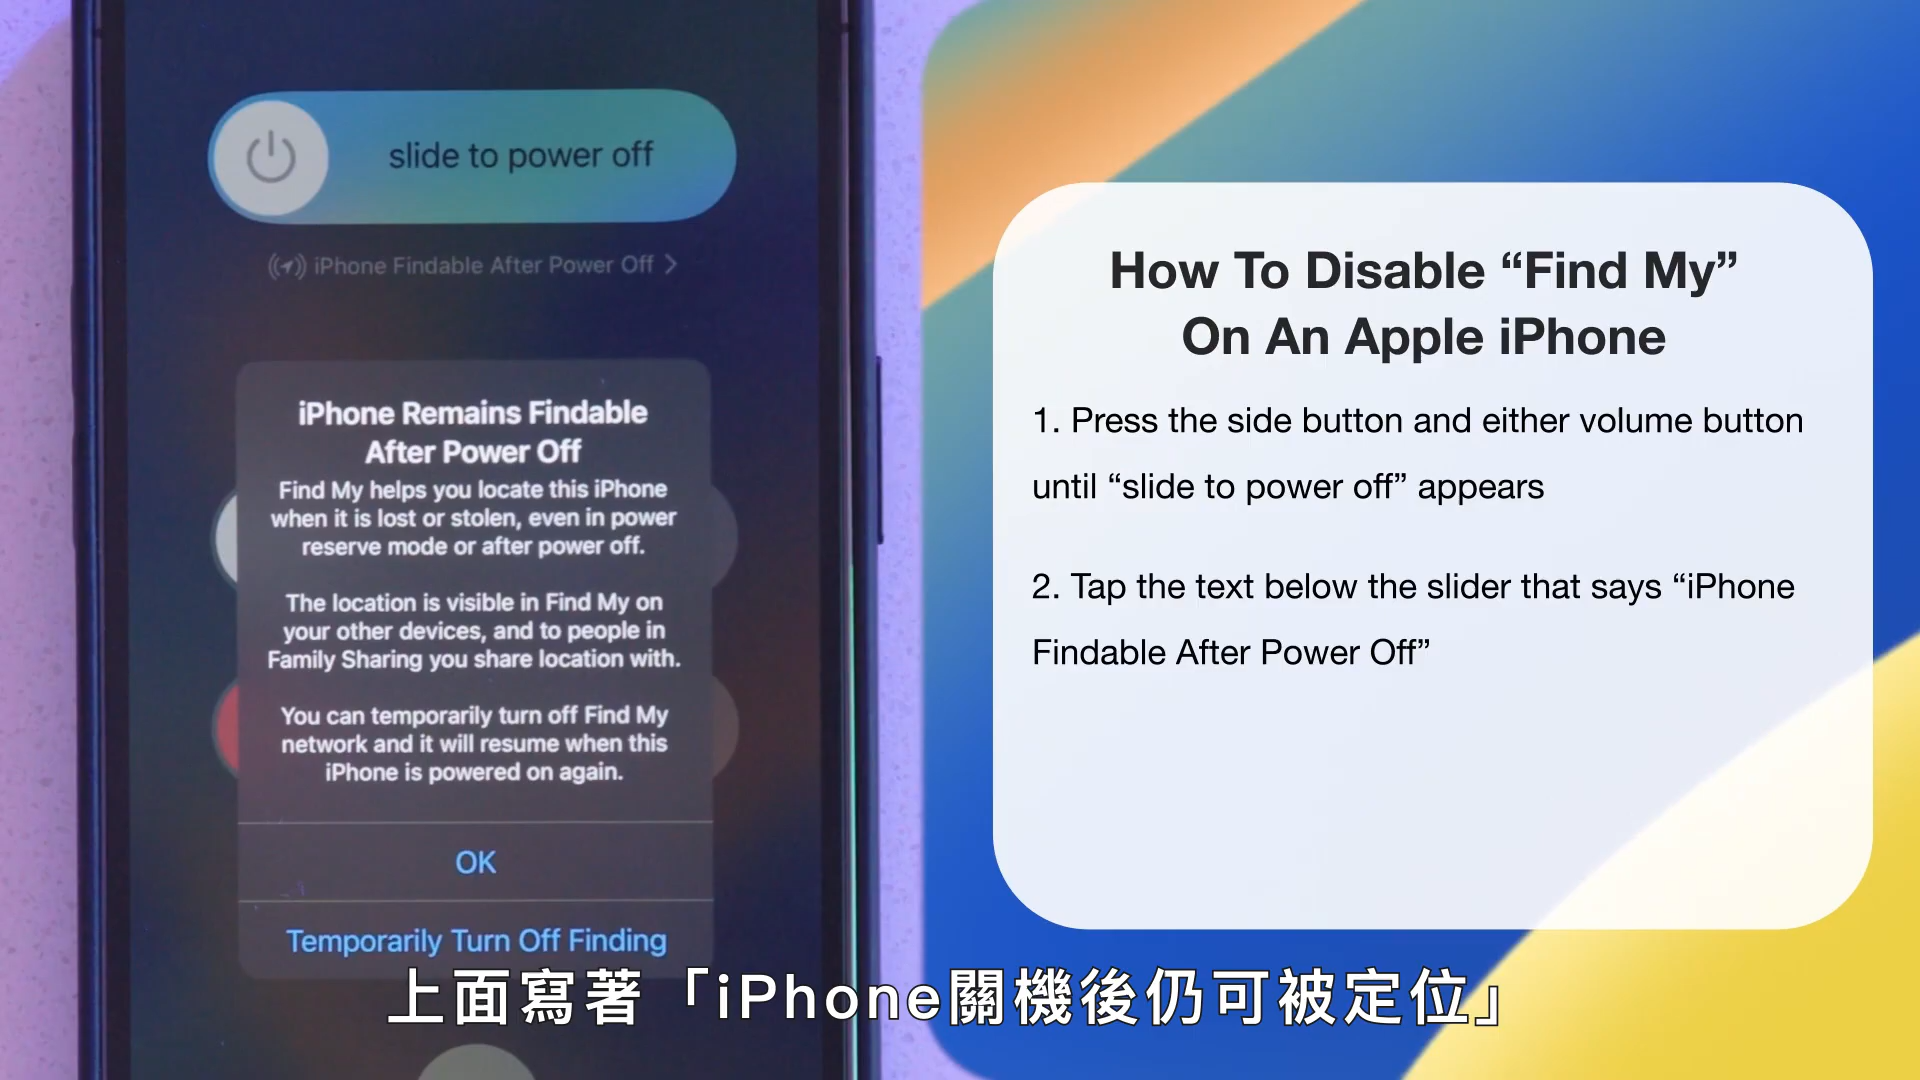 slide to power off
iPhone Findable After Power Off
iPhone Remains Findable
After Power Off
Find My helps you locate this iPhone
when it is lost or stolen, even in power
reserve mode or after power off.
The location is visible in Find My on
your other devices, and to people in
Family Sharing you share location with.
You can temporarily turn off Find My
network and it will resume when this
iPhone is powered on again.
OK
Temporarily Turn Off Finding
How To Disable “Find My”
On An Apple iPhone
1. Press the side button and either volume button
until “slide to power off” appears
2. Tap the text below the slider that says “iPhone
Findable After Power Off”
上面寫著「iPhone關機後仍可被定位」